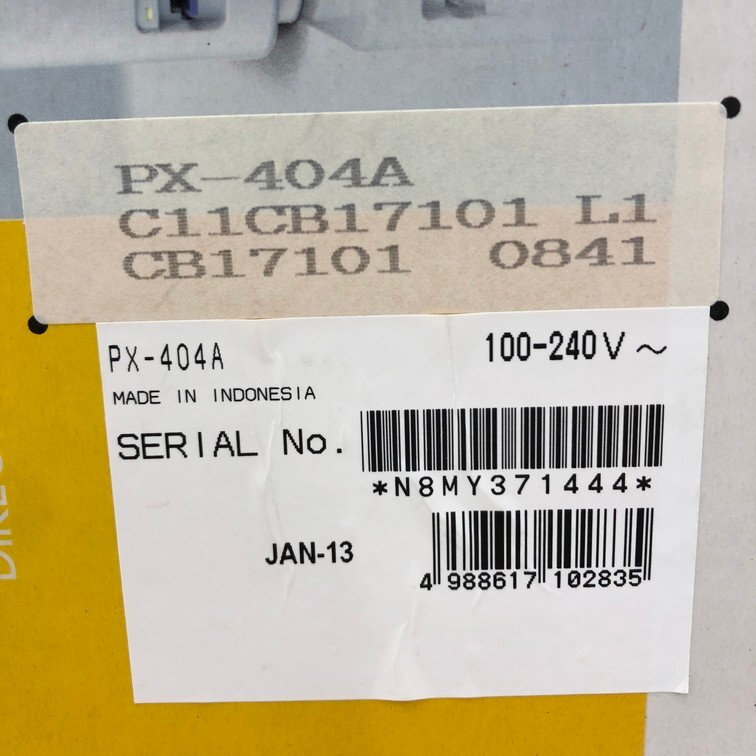 PX-404A
C11CB17101 L1
CB17101 0841
PX-404A 100-240V ~
MADE IN INDONESIA
SERIAL No.
*N8MY371444*
JAN-13
4 988617 102835